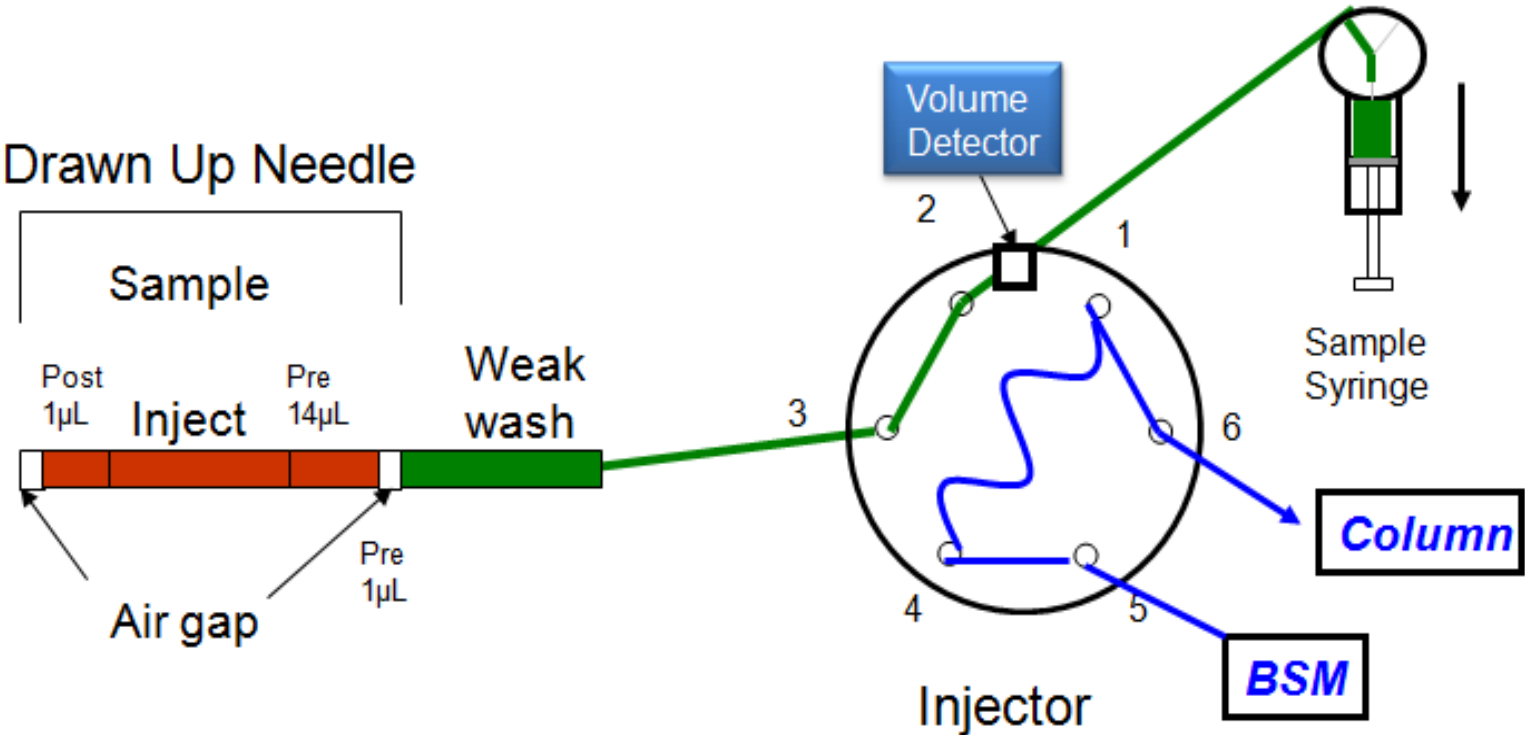 Drawn Up Needle
Sample
Post
1µL
Inject
Pre
14µL
Weak
wash
Air gap
Pre
1µL
Volume
Detector
2
1
3
6
4
5
Injector
Sample
Syringe
Column
BSM